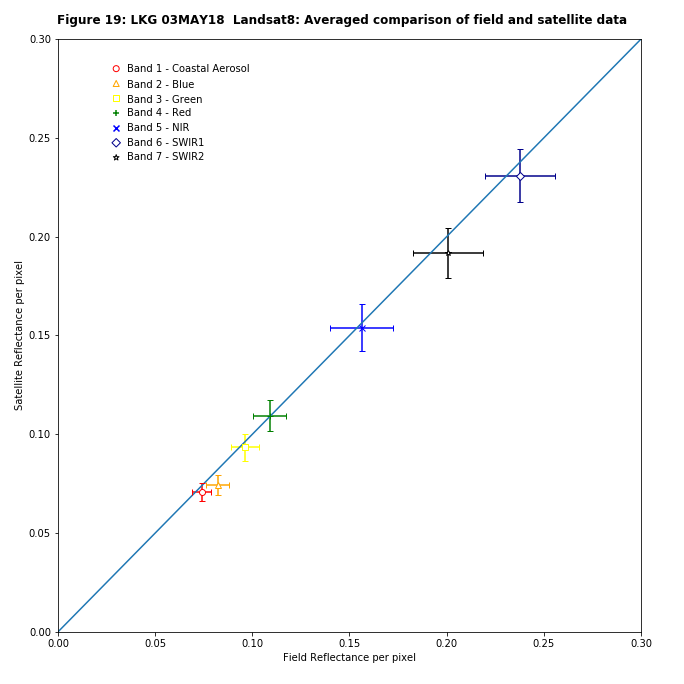 Figure 19: LKG 03MAY18  Landsat8: Averaged comparison of field and satellite data
0.30
0.25
0.20
0.15
0.10
0.05
0.00
Satellite Reflectance per pixel
Band 1 - Coastal Aerosol
Band 2 - Blue
Band 3 - Green
Band 4 - Red
Band 5 - NIR
Band 6 - SWIR1
Band 7 - SWIR2
0.00 0.05 0.10 0.15 0.20 0.25 0.30
Field Reflectance per pixel